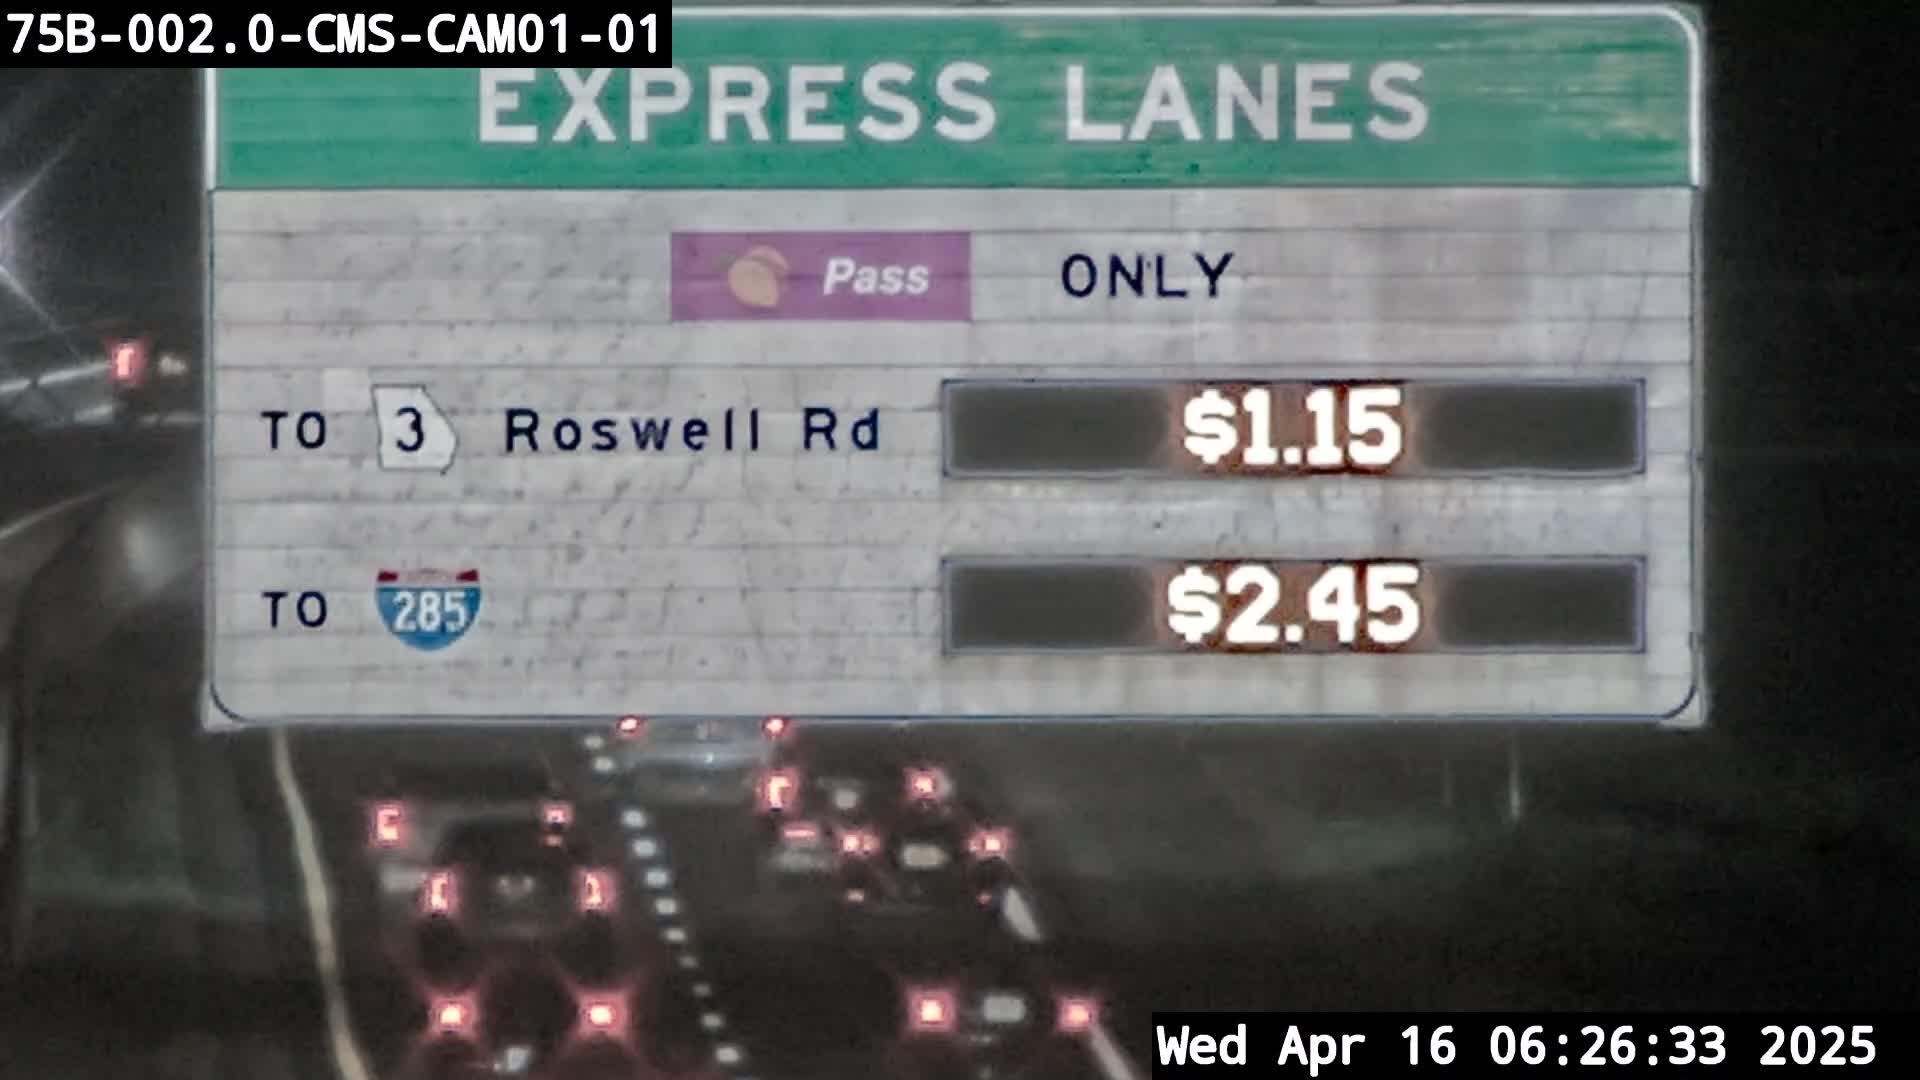 75B-002.0-CMS-CAM01-01
EXPRESS LANES
Pass ONLY
TO 3 Roswell Rd $1.15
TO 285 $2.45
Wed Apr 16 06:26:33 2025